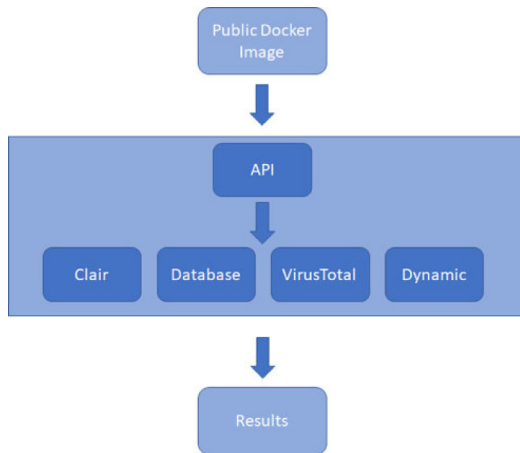 Public Docker
Image
API
Clair
Database
VirusTotal
Dynamic
Results